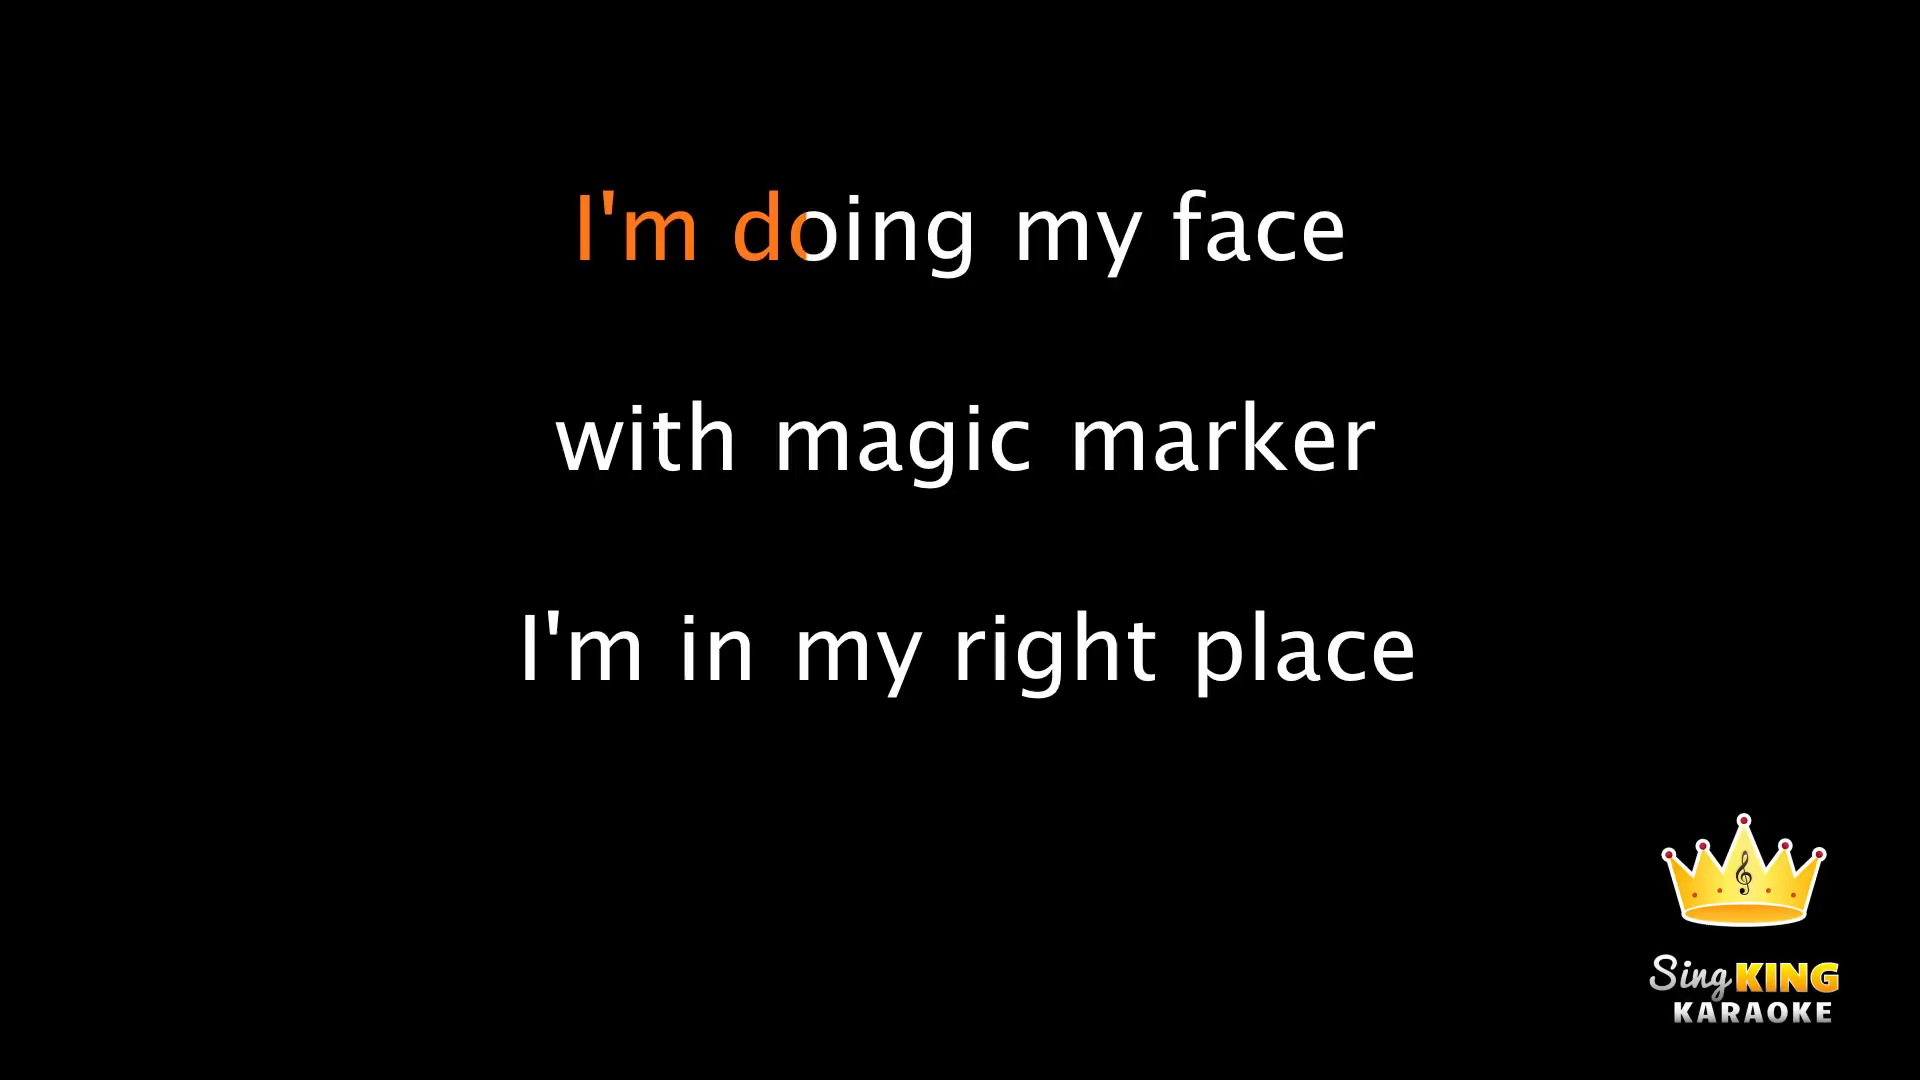 I'm doing my face
with magic marker
I'm in my right place
Sing KING
KARAOKE